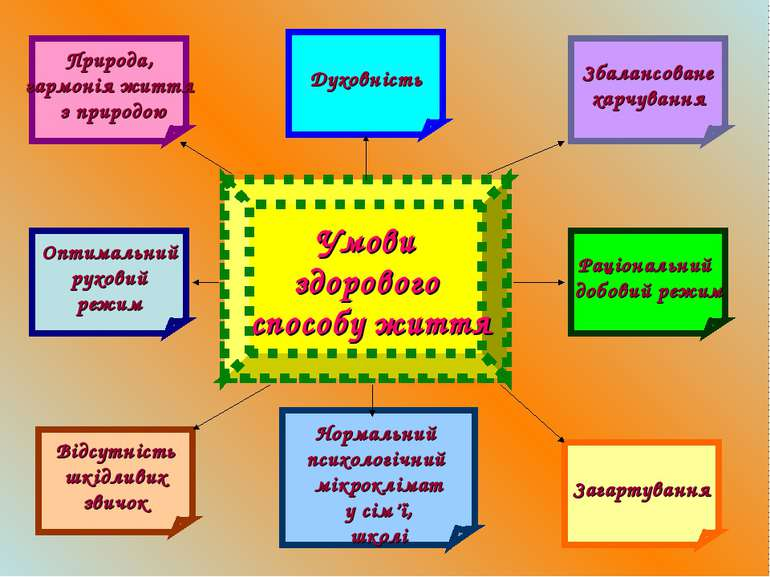 Природа,
гармонія життя
з природою
Духовність
Збалансоване
харчування
Умови
здорового
способу життя
Оптимальний
руховий
режим
Раціональний
добовий режим
Відсутність
шкідливих
звичок
Нормальний
психологічний
мікроклімат
у сім'ї,
школі
Загартування